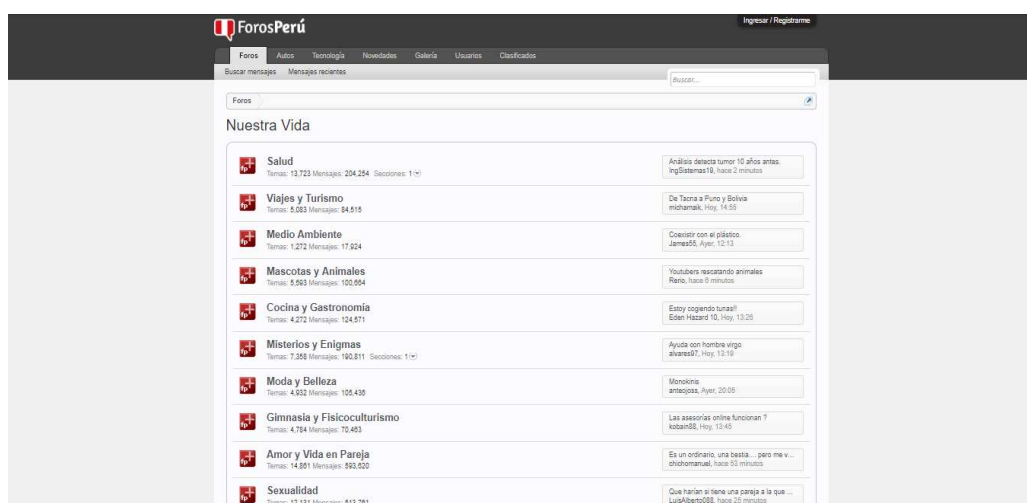 ForosPerú
Ingresar / Registrarme
Foros Autos Tecnología Novedades Galería Usuarios Clasificados
Buscar mensajes Mensajes recientes
Buscar...
Foros
Nuestra Vida
Salud
Temas: 13,723 Mensajes: 204,254 Secciones: 1
Análisis detecta tumor 10 años antes.
IngSistemas19, hace 2 minutos
Viajes y Turismo
Temas: 5,083 Mensajes: 84,515
De Tacna a Puno y Bolivia
michamaik, Hoy, 14:55
Medio Ambiente
Temas: 1,272 Mensajes: 17,924
Coexistir con el plástico.
James55, Ayer, 12:13
Mascotas y Animales
Temas: 5,593 Mensajes: 100,664
Youtubers rescatando animales
Rerio, hace 6 minutos
Cocina y Gastronomía
Temas: 4,272 Mensajes: 124,571
Estoy cogiendo tunas!!
Eden Hazard 10, Hoy, 13:25
Misterios y Enigmas
Temas: 7,358 Mensajes: 190,811 Secciones: 1
Ayuda con hombre virgo
alvares97, Hoy, 13:19
Moda y Belleza
Temas: 4,932 Mensajes: 105,436
Monokinis
anteojoss, Ayer, 20:05
Gimnasia y Fisicoculturismo
Temas: 4,784 Mensajes: 70,463
Las asesorías online funcionan ?
kobain88, Hoy, 13:45
Amor y Vida en Pareja
Temas: 14,861 Mensajes: 593,620
Es un ordinario, una bestia.... pero me v...
chichomanuel, hace 53 minutos
Sexualidad
Que harían si tiene una pareja a la que ...
LuisAlberto088, hace 25 minutos